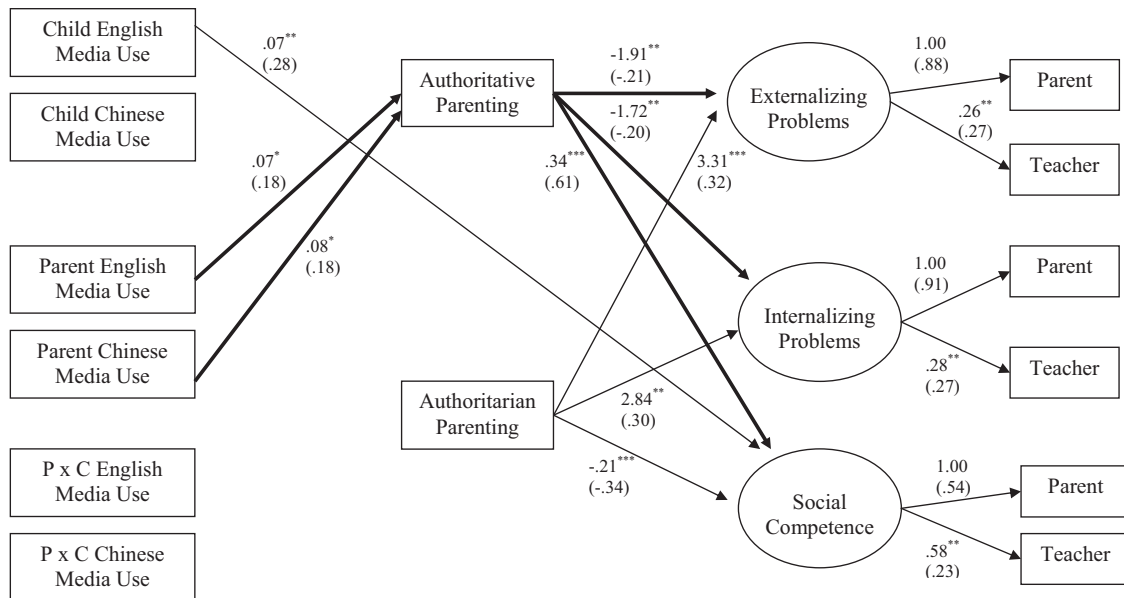 Child English
Media Use
Child Chinese
Media Use
Parent English
Media Use
Parent Chinese
Media Use
P x C English
Media Use
P x C Chinese
Media Use
.07**
(.28)
.07*
(.18)
.08*
(.18)
Authoritative
Parenting
Authoritarian
Parenting
-1.91**
(-.21)
-1.72**
(-.20)
.34***
(.61)
3.31***
(.32)
2.84**
(.30)
-.21***
(-.34)
Externalizing
Problems
Internalizing
Problems
Social
Competence
1.00
(.88)
.26**
(.27)
1.00
(.91)
.28**
(.27)
1.00
(.54)
.58**
(.23)
Parent
Teacher
Parent
Teacher
Parent
Teacher